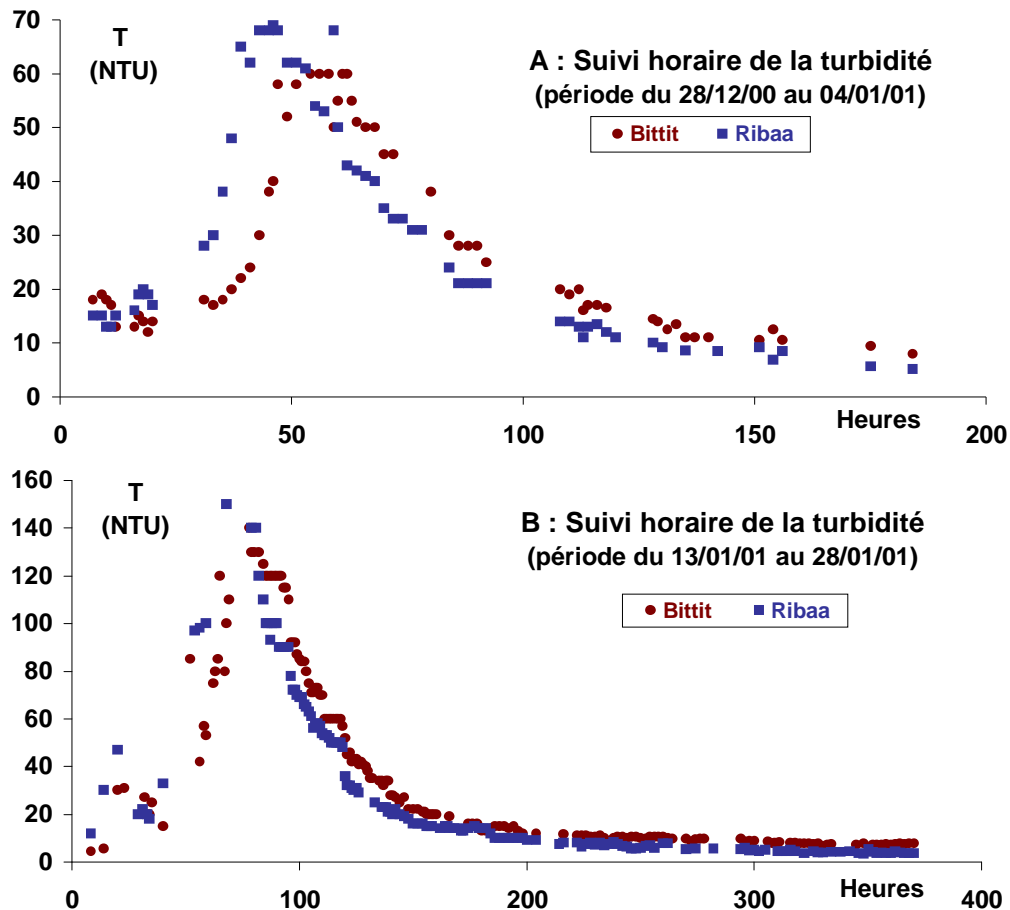 70
60
50
40
30
20
10
0
T
(NTU)
A : Suivi horaire de la turbidité
(période du 28/12/00 au 04/01/01)
Bittit Ribaa
Heures
0 50 100 150 200
160
140
120
100
80
60
40
20
0
T
(NTU)
B : Suivi horaire de la turbidité
(période du 13/01/01 au 28/01/01)
Bittit Ribaa
Heures
0 100 200 300 400